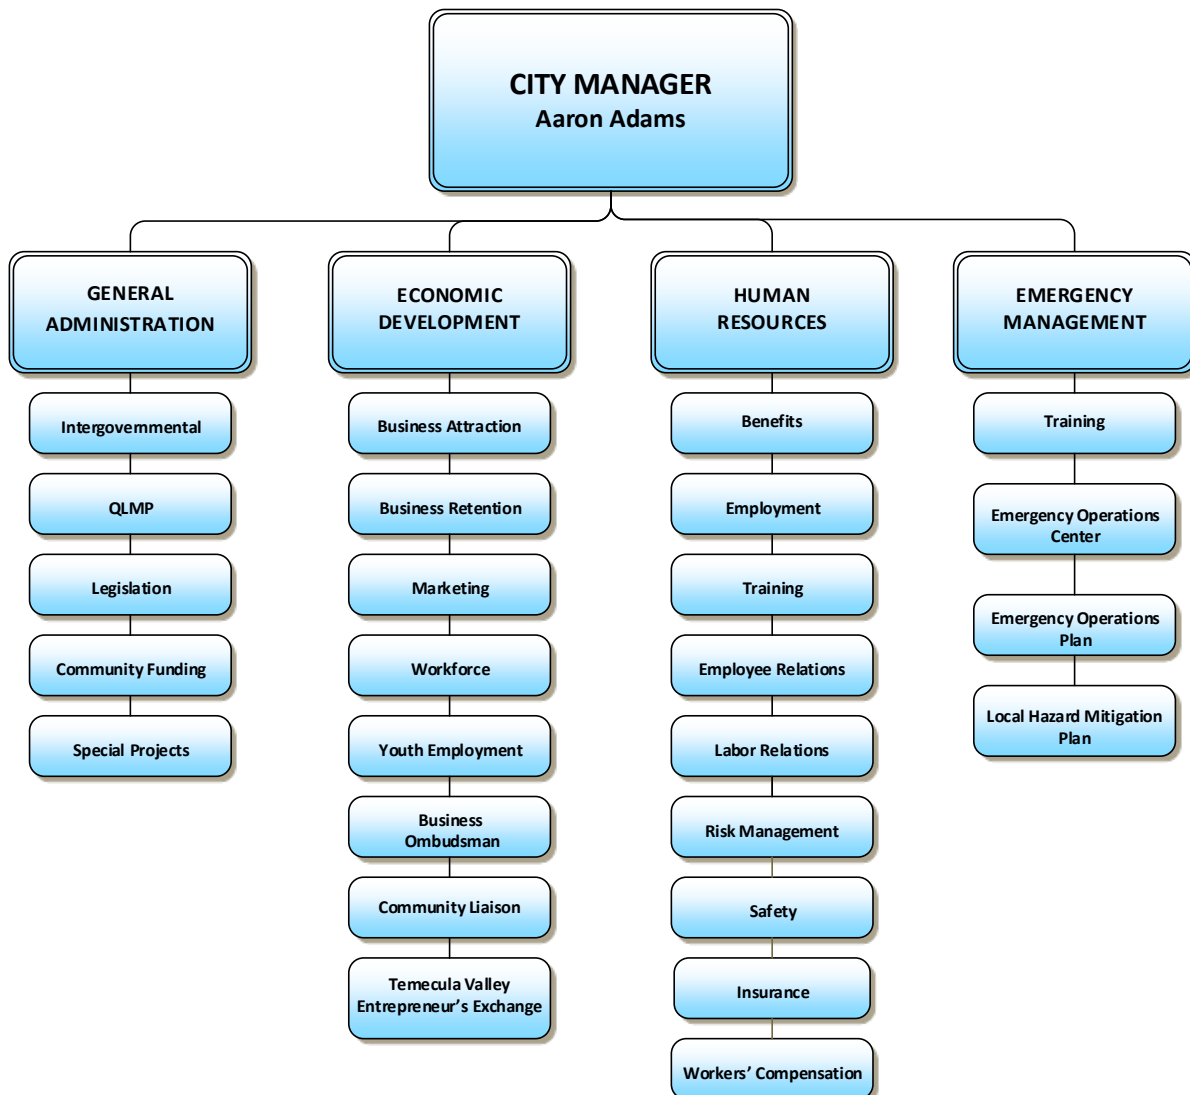 CITY MANAGER
Aaron Adams
GENERAL
ADMINISTRATION
Intergovernmental
QLMP
Legislation
Community Funding
Special Projects
ECONOMIC
DEVELOPMENT
Business Attraction
Business Retention
Marketing
Workforce
Youth Employment
Business
Ombudsman
Community Liaison
Temecula Valley
Entrepreneur’s Exchange
HUMAN
RESOURCES
Benefits
Employment
Training
Employee Relations
Labor Relations
Risk Management
Safety
Insurance
Workers’ Compensation
EMERGENCY
MANAGEMENT
Training
Emergency Operations
Center
Emergency Operations
Plan
Local Hazard Mitigation
Plan